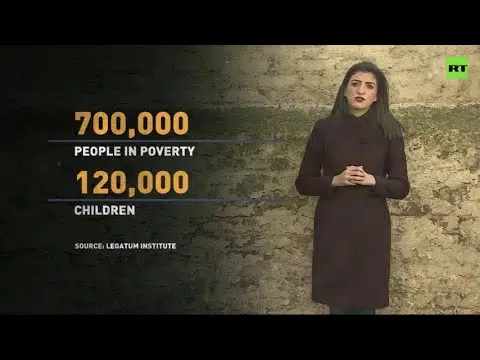 RT
700,000
PEOPLE IN POVERTY
120,000
CHILDREN
SOURCE: LEGATUM INSTITUTE